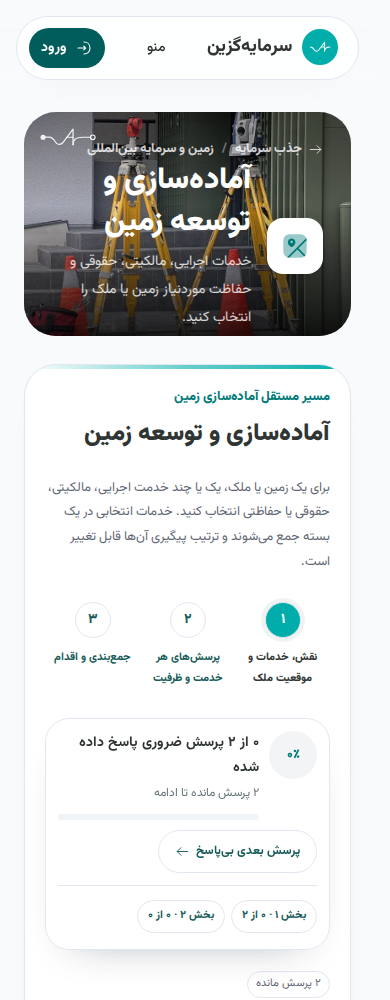 سرمایه‌گزین
منو
ورود
جذب سرمایه / زمین و سرمایه بین‌المللی
آماده‌سازی و
توسعه زمین
خدمات اجرایی، مالکیتی، حقوقی و
حفاظت موردنیاز زمین یا ملک را
انتخاب کنید.
مسیر مستقل آماده‌سازی زمین
آماده‌سازی و توسعه زمین
برای یک زمین یا ملک، یک یا چند خدمت اجرایی، مالکیتی،
حقوقی یا حفاظتی انتخاب کنید. خدمات انتخابی در یک
بسته جمع می‌شوند و ترتیب پیگیری آن‌ها قابل تغییر
است.
۱
۲
۳
نقش، خدمات و
موقعیت ملک
پرسش‌های هر
خدمت و ظرفیت
جمع‌بندی و اقدام
۰٪
۰ از ۲ پرسش ضروری پاسخ داده
شده
۲ پرسش مانده تا ادامه
پرسش بعدی بی‌پاسخ
بخش ۱ · ۰ از ۲
بخش ۲ · ۰ از ۰
۲ پرسش مانده